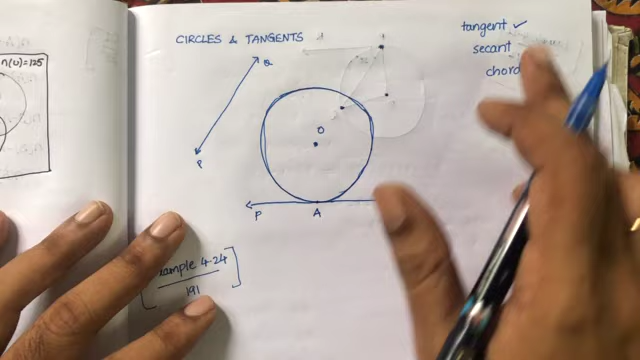 n(U)=125
CIRCLES & TANGENTS
tangent ✓
secant
chord
Q
P
O
P
A
ample 4.24
191